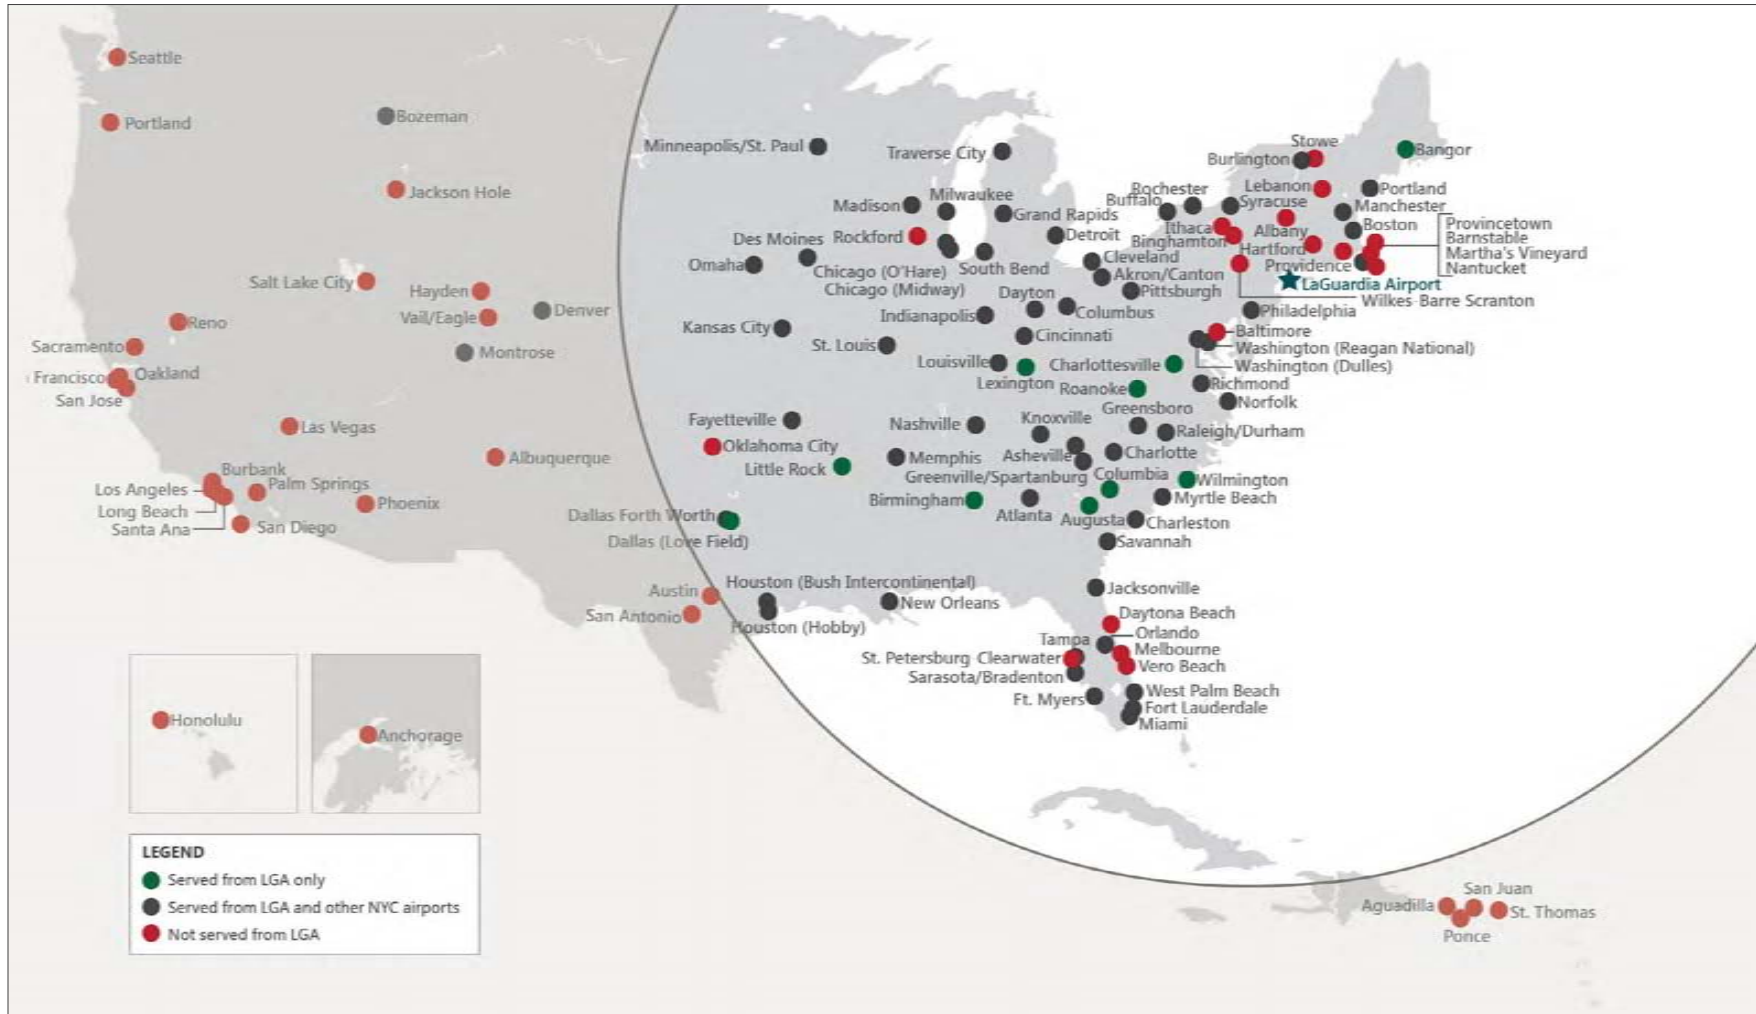 Seattle
Portland
Bozeman
Jackson Hole
Salt Lake City
Hayden
Vail/Eagle
Denver
Montrose
Reno
Sacramento
Oakland
Francisco
San Jose
Las Vegas
Albuquerque
Burbank
Los Angeles
Palm Springs
Long Beach
Santa Ana
San Diego
Phoenix
Minneapolis/St. Paul
Traverse City
Madison
Milwaukee
Grand Rapids
Rockford
Des Moines
Omaha
Chicago (O'Hare)
Chicago (Midway)
South Bend
Detroit
Cleveland
Akron/Canton
Pittsburgh
Dayton
Columbus
Indianapolis
Cincinnati
Kansas City
St. Louis
Louisville
Lexington
Charlottesville
Roanoke
Stowe
Burlington
Bangor
Rochester
Buffalo
Lebanon
Syracuse
Portland
Manchester
Ithaca
Albany
Boston
Binghamton
Hartford
Providence
Provincetown
Barnstable
Martha's Vineyard
Nantucket
LaGuardia Airport
Wilkes-Barre Scranton
Philadelphia
Baltimore
Washington (Reagan National)
Washington (Dulles)
Richmond
Norfolk
Greensboro
Raleigh/Durham
Fayetteville
Oklahoma City
Little Rock
Nashville
Knoxville
Memphis
Asheville
Charlotte
Greenville/Spartanburg
Columbia
Wilmington
Birmingham
Atlanta
Augusta
Myrtle Beach
Charleston
Savannah
Dallas Forth Worth
Dallas (Love Field)
Austin
San Antonio
Houston (Bush Intercontinental)
Houston (Hobby)
New Orleans
Jacksonville
Daytona Beach
Orlando
Tampa
Melbourne
St. Petersburg-Clearwater
Vero Beach
Sarasota/Bradenton
Ft. Myers
West Palm Beach
Fort Lauderdale
Miami
Honolulu
Anchorage
LEGEND
Served from LGA only
Served from LGA and other NYC airports
Not served from LGA
San Juan
Aguadilla
St. Thomas
Ponce